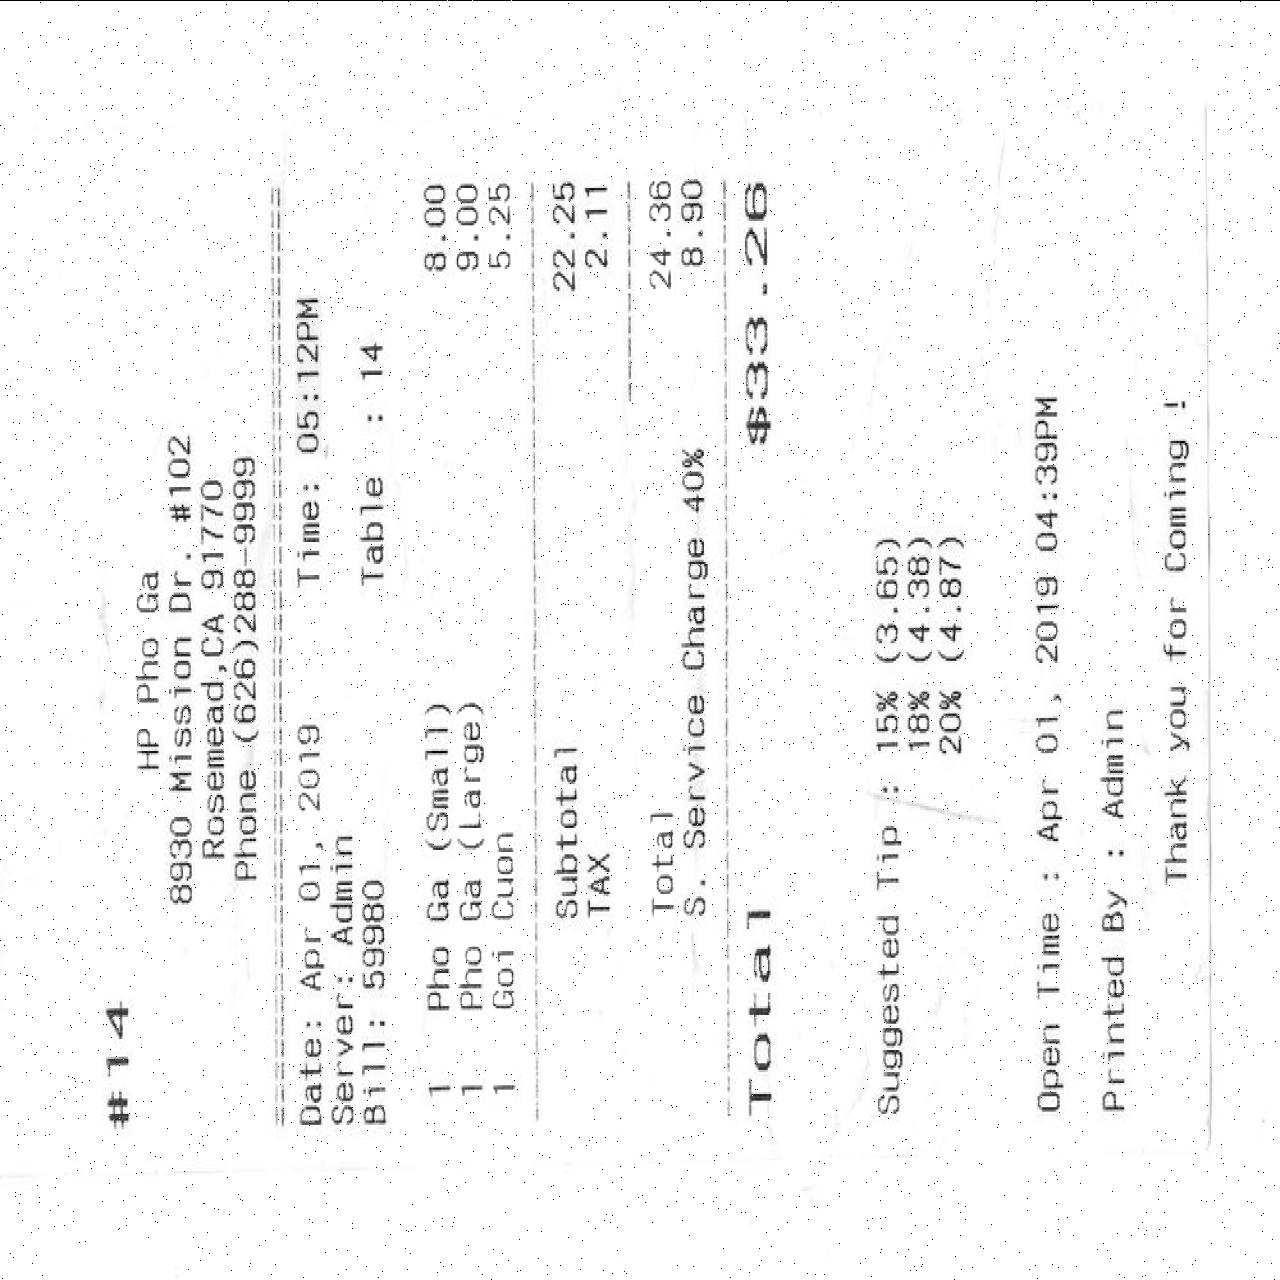 #14
HP Pho Ga
8930 Mission Dr. #102
Rosemead,CA 91770
Phone (626)288-9999
Date: Apr 01, 2019 Time: 05:12PM
Server: Admin
Bill: 59980 Table : 14
1 Pho Ga (Small) 8.00
1 Pho Ga (Large) 9.00
1 Goi Cuon 5.25
Subtotal 22.25
TAX 2.11
Total 24.36
S. Service Charge 40% 8.90
Total $33.26
Suggested Tip : 15% (3.65)
18% (4.38)
20% (4.87)
Open Time : Apr 01, 2019 04:39PM
Printed By : Admin
Thank you for Coming !